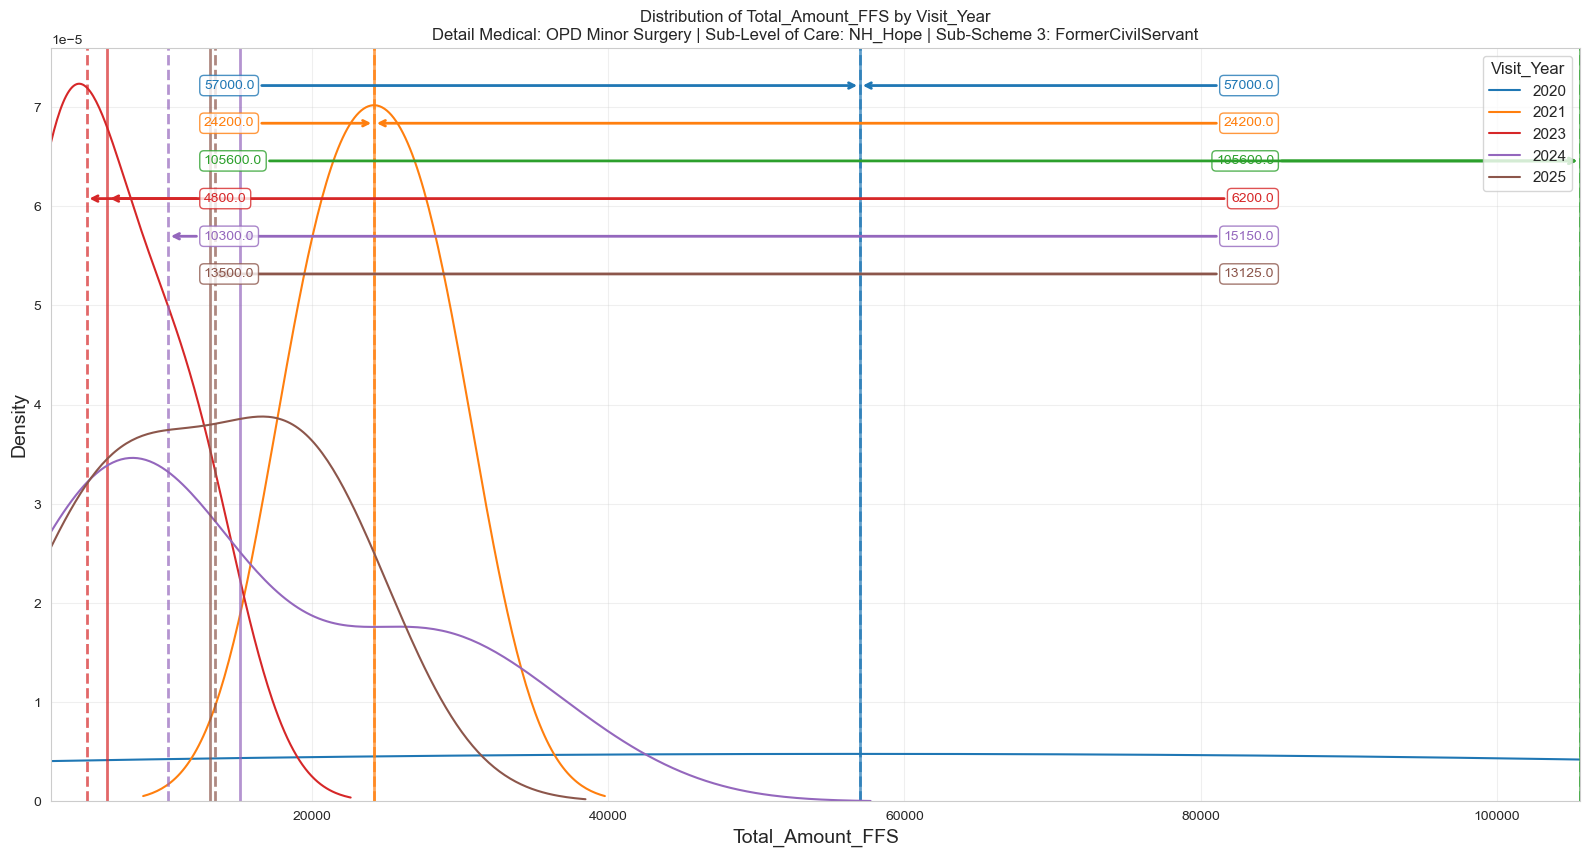 Distribution of Total_Amount_FFS by Visit_Year
Detail Medical: OPD Minor Surgery | Sub-Level of Care: NH_Hope | Sub-Scheme 3: FormerCivilServant
1e−5
Visit_Year
2020
2021
2023
2024
2025
57000.0 57000.0
24200.0 24200.0
105600.0 105600.0
4800.0 6200.0
10300.0 15150.0
13500.0 13125.0
7
6
5
4
3
2
1
0
Density
20000 40000 60000 80000 100000
Total_Amount_FFS